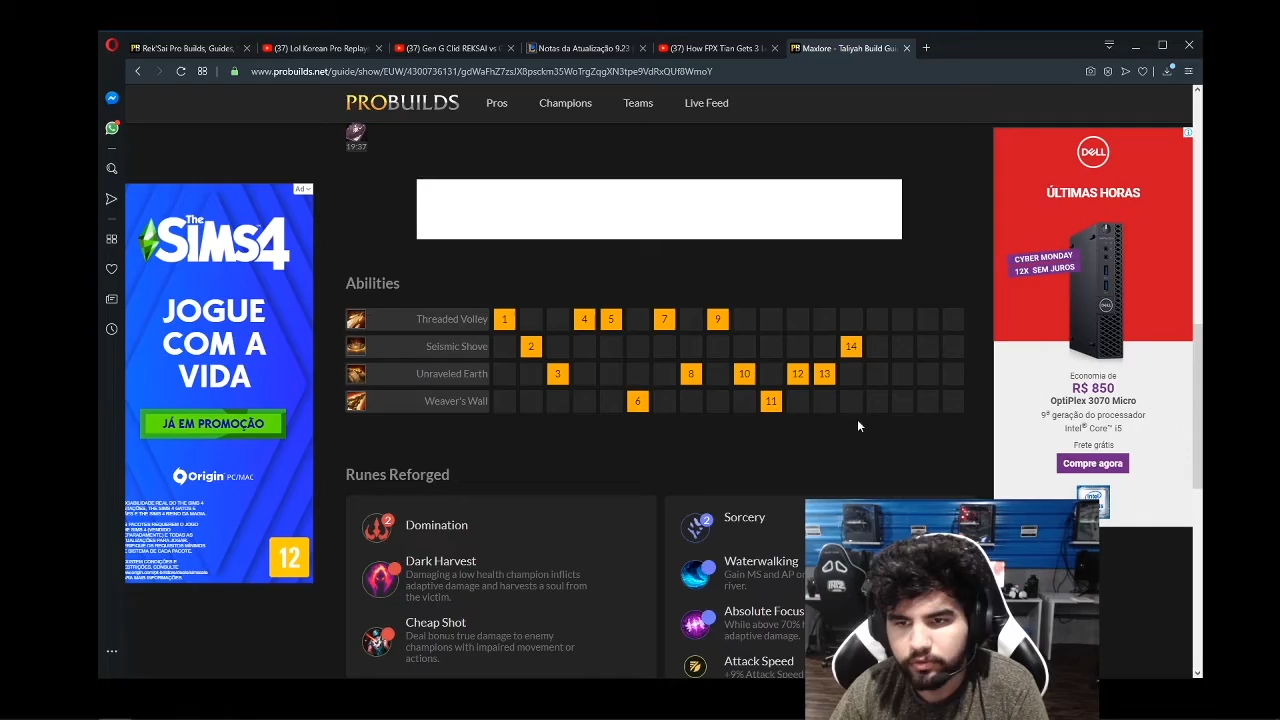 Rek'Sai Pro Builds, Guides,
(37) Lol Korean Pro Replays
(37) Gen G Clid REKSAI vs
Notas da Atualização 9.23
(37) How FPX Tian Gets 3
Maxlore - Taliyah Build Gui
www.probuilds.net/guide/show/EUW/4300736131/gdWaFhZ7zsJX8psckm35WoTrgZqgXN3tpe9VdRxQUf8WmoY
PROBUILDS
Pros
Champions
Teams
Live Feed
19:37
Ad
The SIMS 4
JOGUE
COM A
VIDA
JÁ EM PROMOÇÃO
Origin PC/MAC
12
DELL
ÚLTIMAS HORAS
CYBER MONDAY
12X SEM JUROS
Economia de
R$ 850
OptiPlex 3070 Micro
9ª geração do processador
Intel® Core™ i5
Frete grátis
Compre agora
Abilities
Threaded Volley 1 4 5 7 9
Seismic Shove 2 14
Unraveled Earth 3 8 10 12 13
Weaver's Wall 6 11
Runes Reforged
2
Domination
Dark Harvest
Damaging a low health champion inflicts
adaptive damage and harvests a soul from
the victim.
Cheap Shot
Deal bonus true damage to enemy
champions with impaired movement or
actions.
2
Sorcery
Waterwalking
Gain MS and AP or
river.
Absolute Focus
While above 70% h
adaptive damage.
Attack Speed
+9% Attack Speed